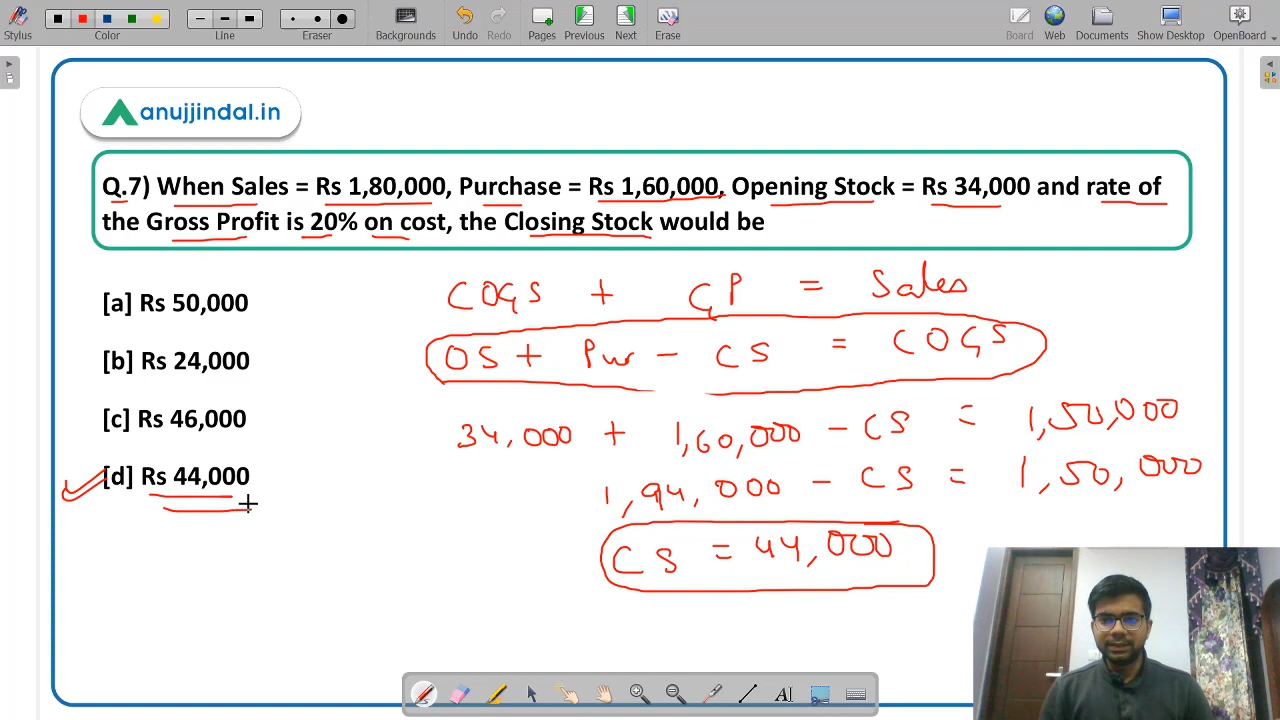 Stylus
Color
Line
Eraser
Backgrounds
Undo
Redo
Pages
Previous
Next
Erase
Board
Web
Documents
Show Desktop
OpenBoard
anujjindal.in
Q.7) When Sales = Rs 1,80,000, Purchase = Rs 1,60,000, Opening Stock = Rs 34,000 and rate of
the Gross Profit is 20% on cost, the Closing Stock would be
[a] Rs 50,000
[b] Rs 24,000
[c] Rs 46,000
[d] Rs 44,000
COGS + GP = Sales
OS + Pur - CS = COGS
34,000 + 1,60,000 - CS = 1,50,000
1,94,000 - CS = 1,50,000
CS = 44,000